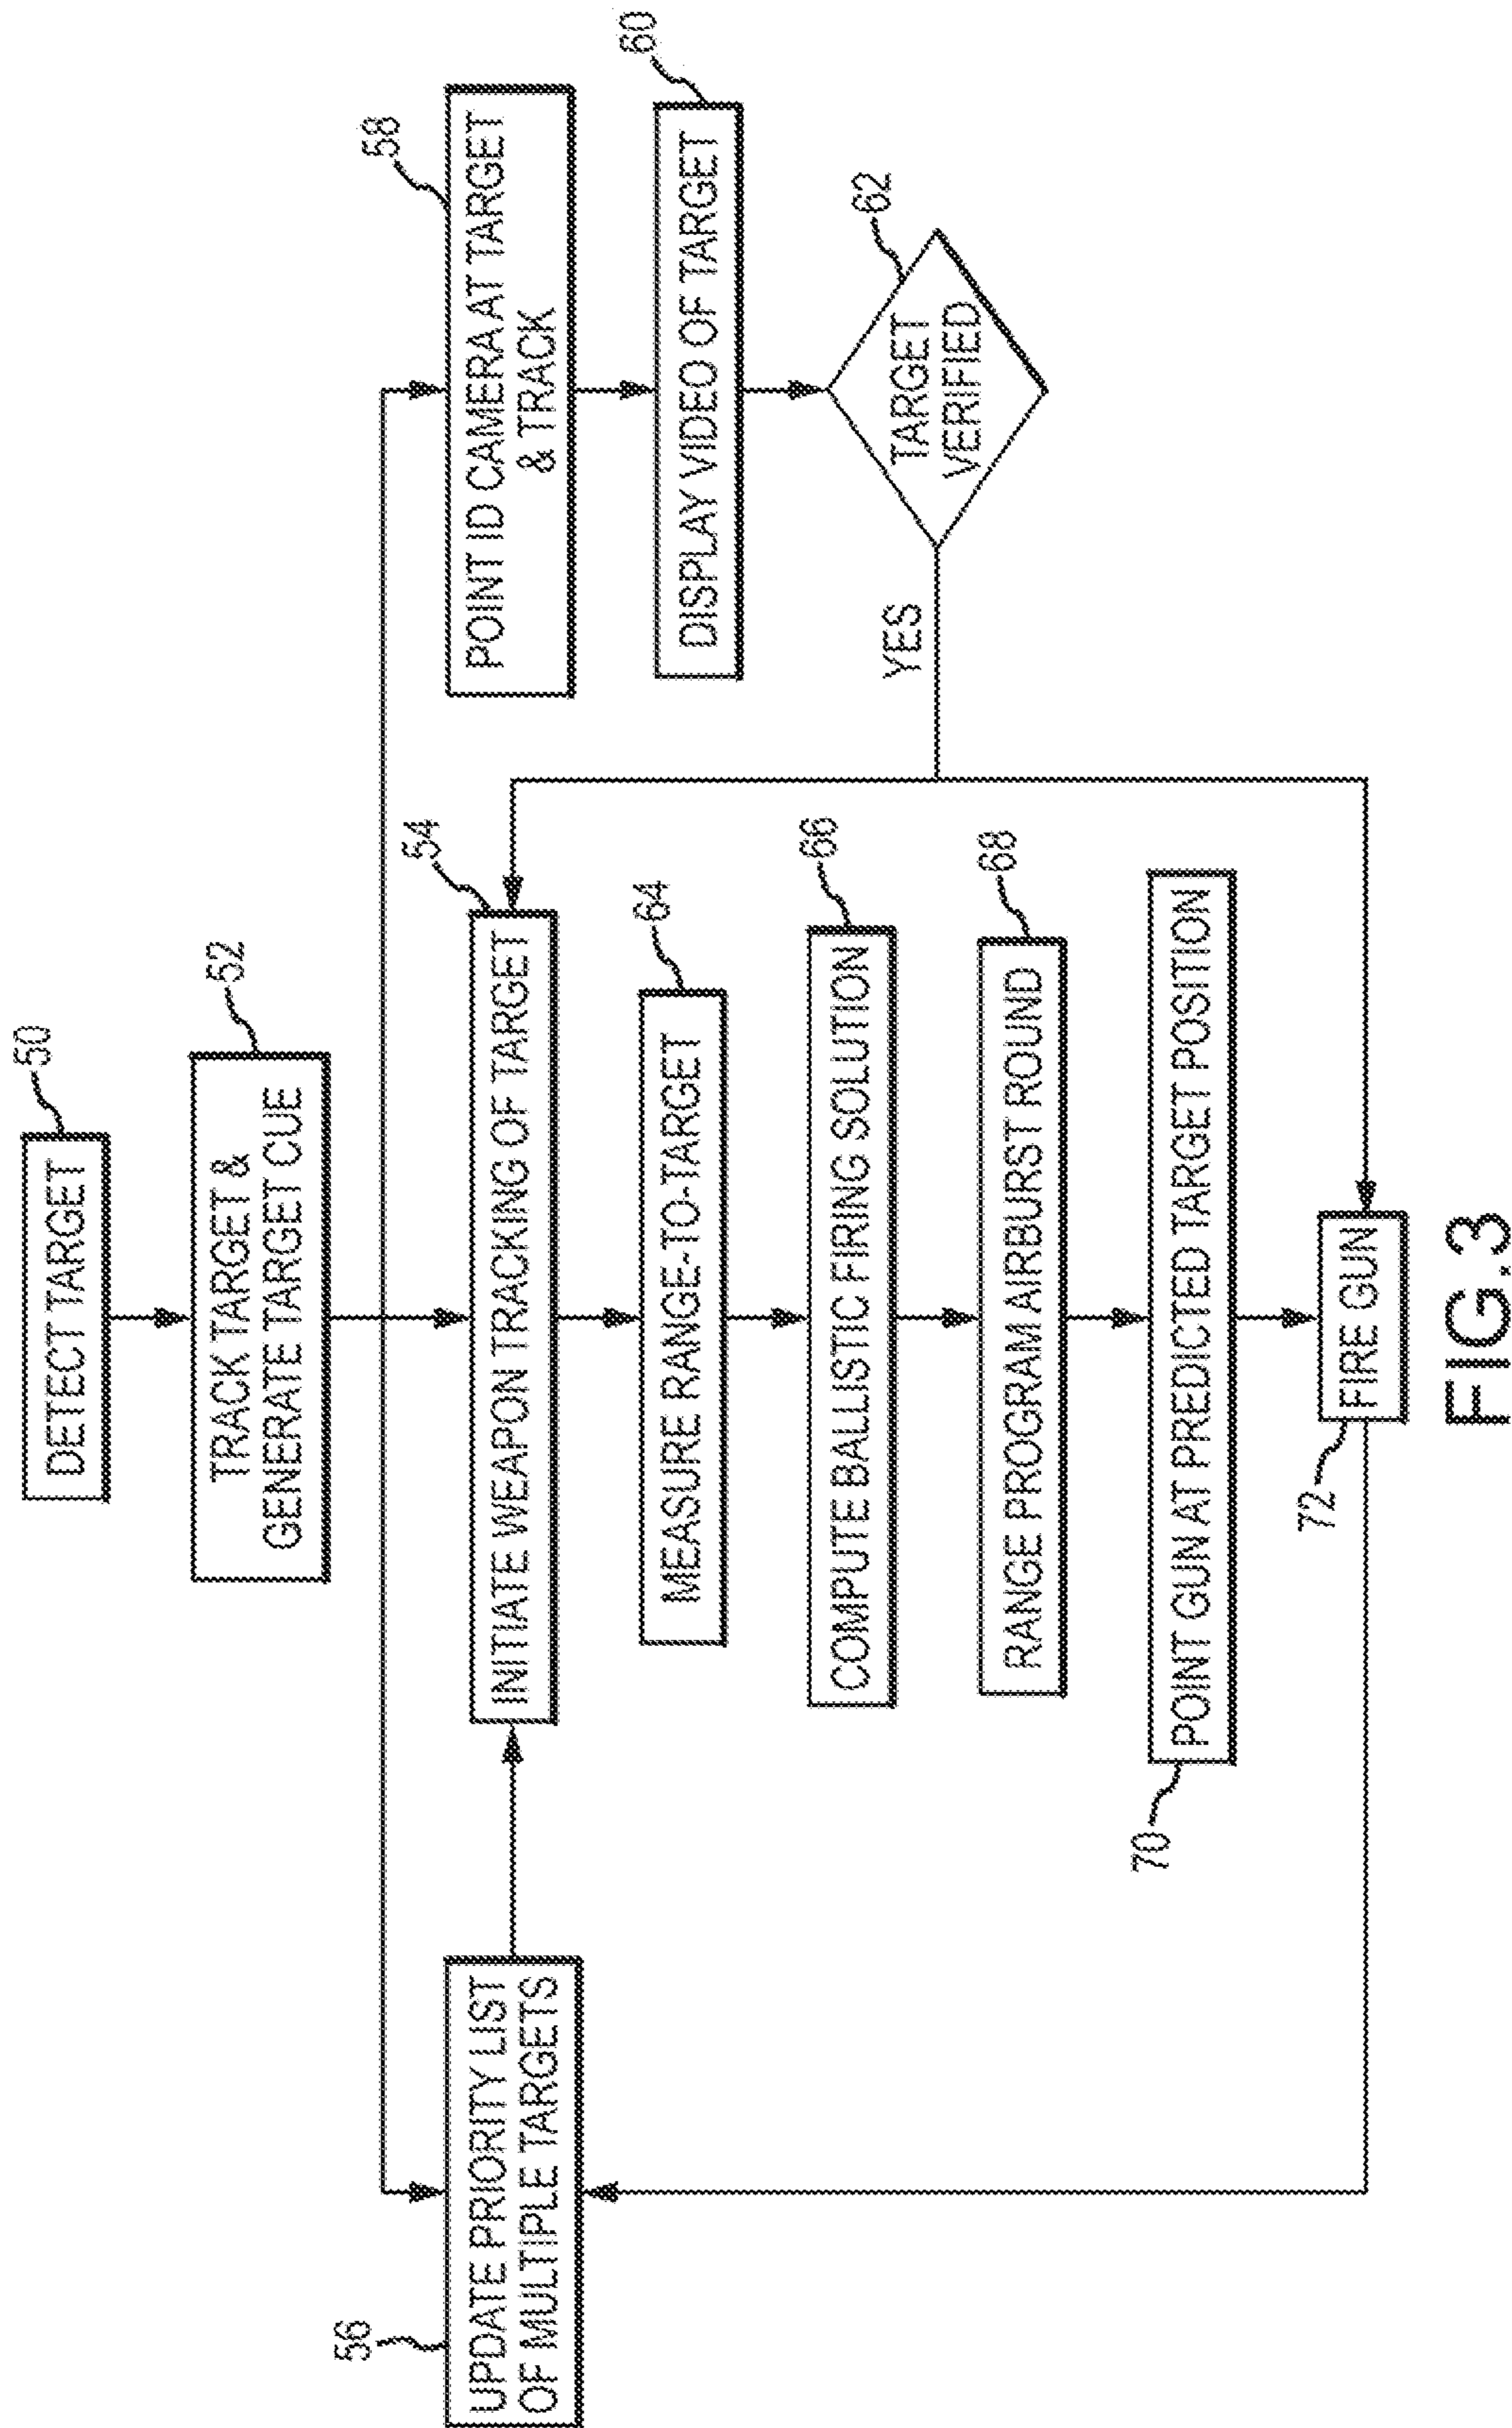 50
DETECT TARGET
52
TRACK TARGET &
GENERATE TARGET CUE
56
UPDATE PRIORITY LIST
OF MULTIPLE TARGETS
54
INITIATE WEAPON TRACKING OF TARGET
58
POINT ID CAMERA AT TARGET
& TRACK
64
MEASURE RANGE-TO-TARGET
60
DISPLAY VIDEO OF TARGET
66
COMPUTE BALLISTIC FIRING SOLUTION
62
TARGET
VERIFIED
YES
68
RANGE PROGRAM AIRBURST ROUND
70
POINT GUN AT PREDICTED TARGET POSITION
72
FIRE GUN
FIG.3